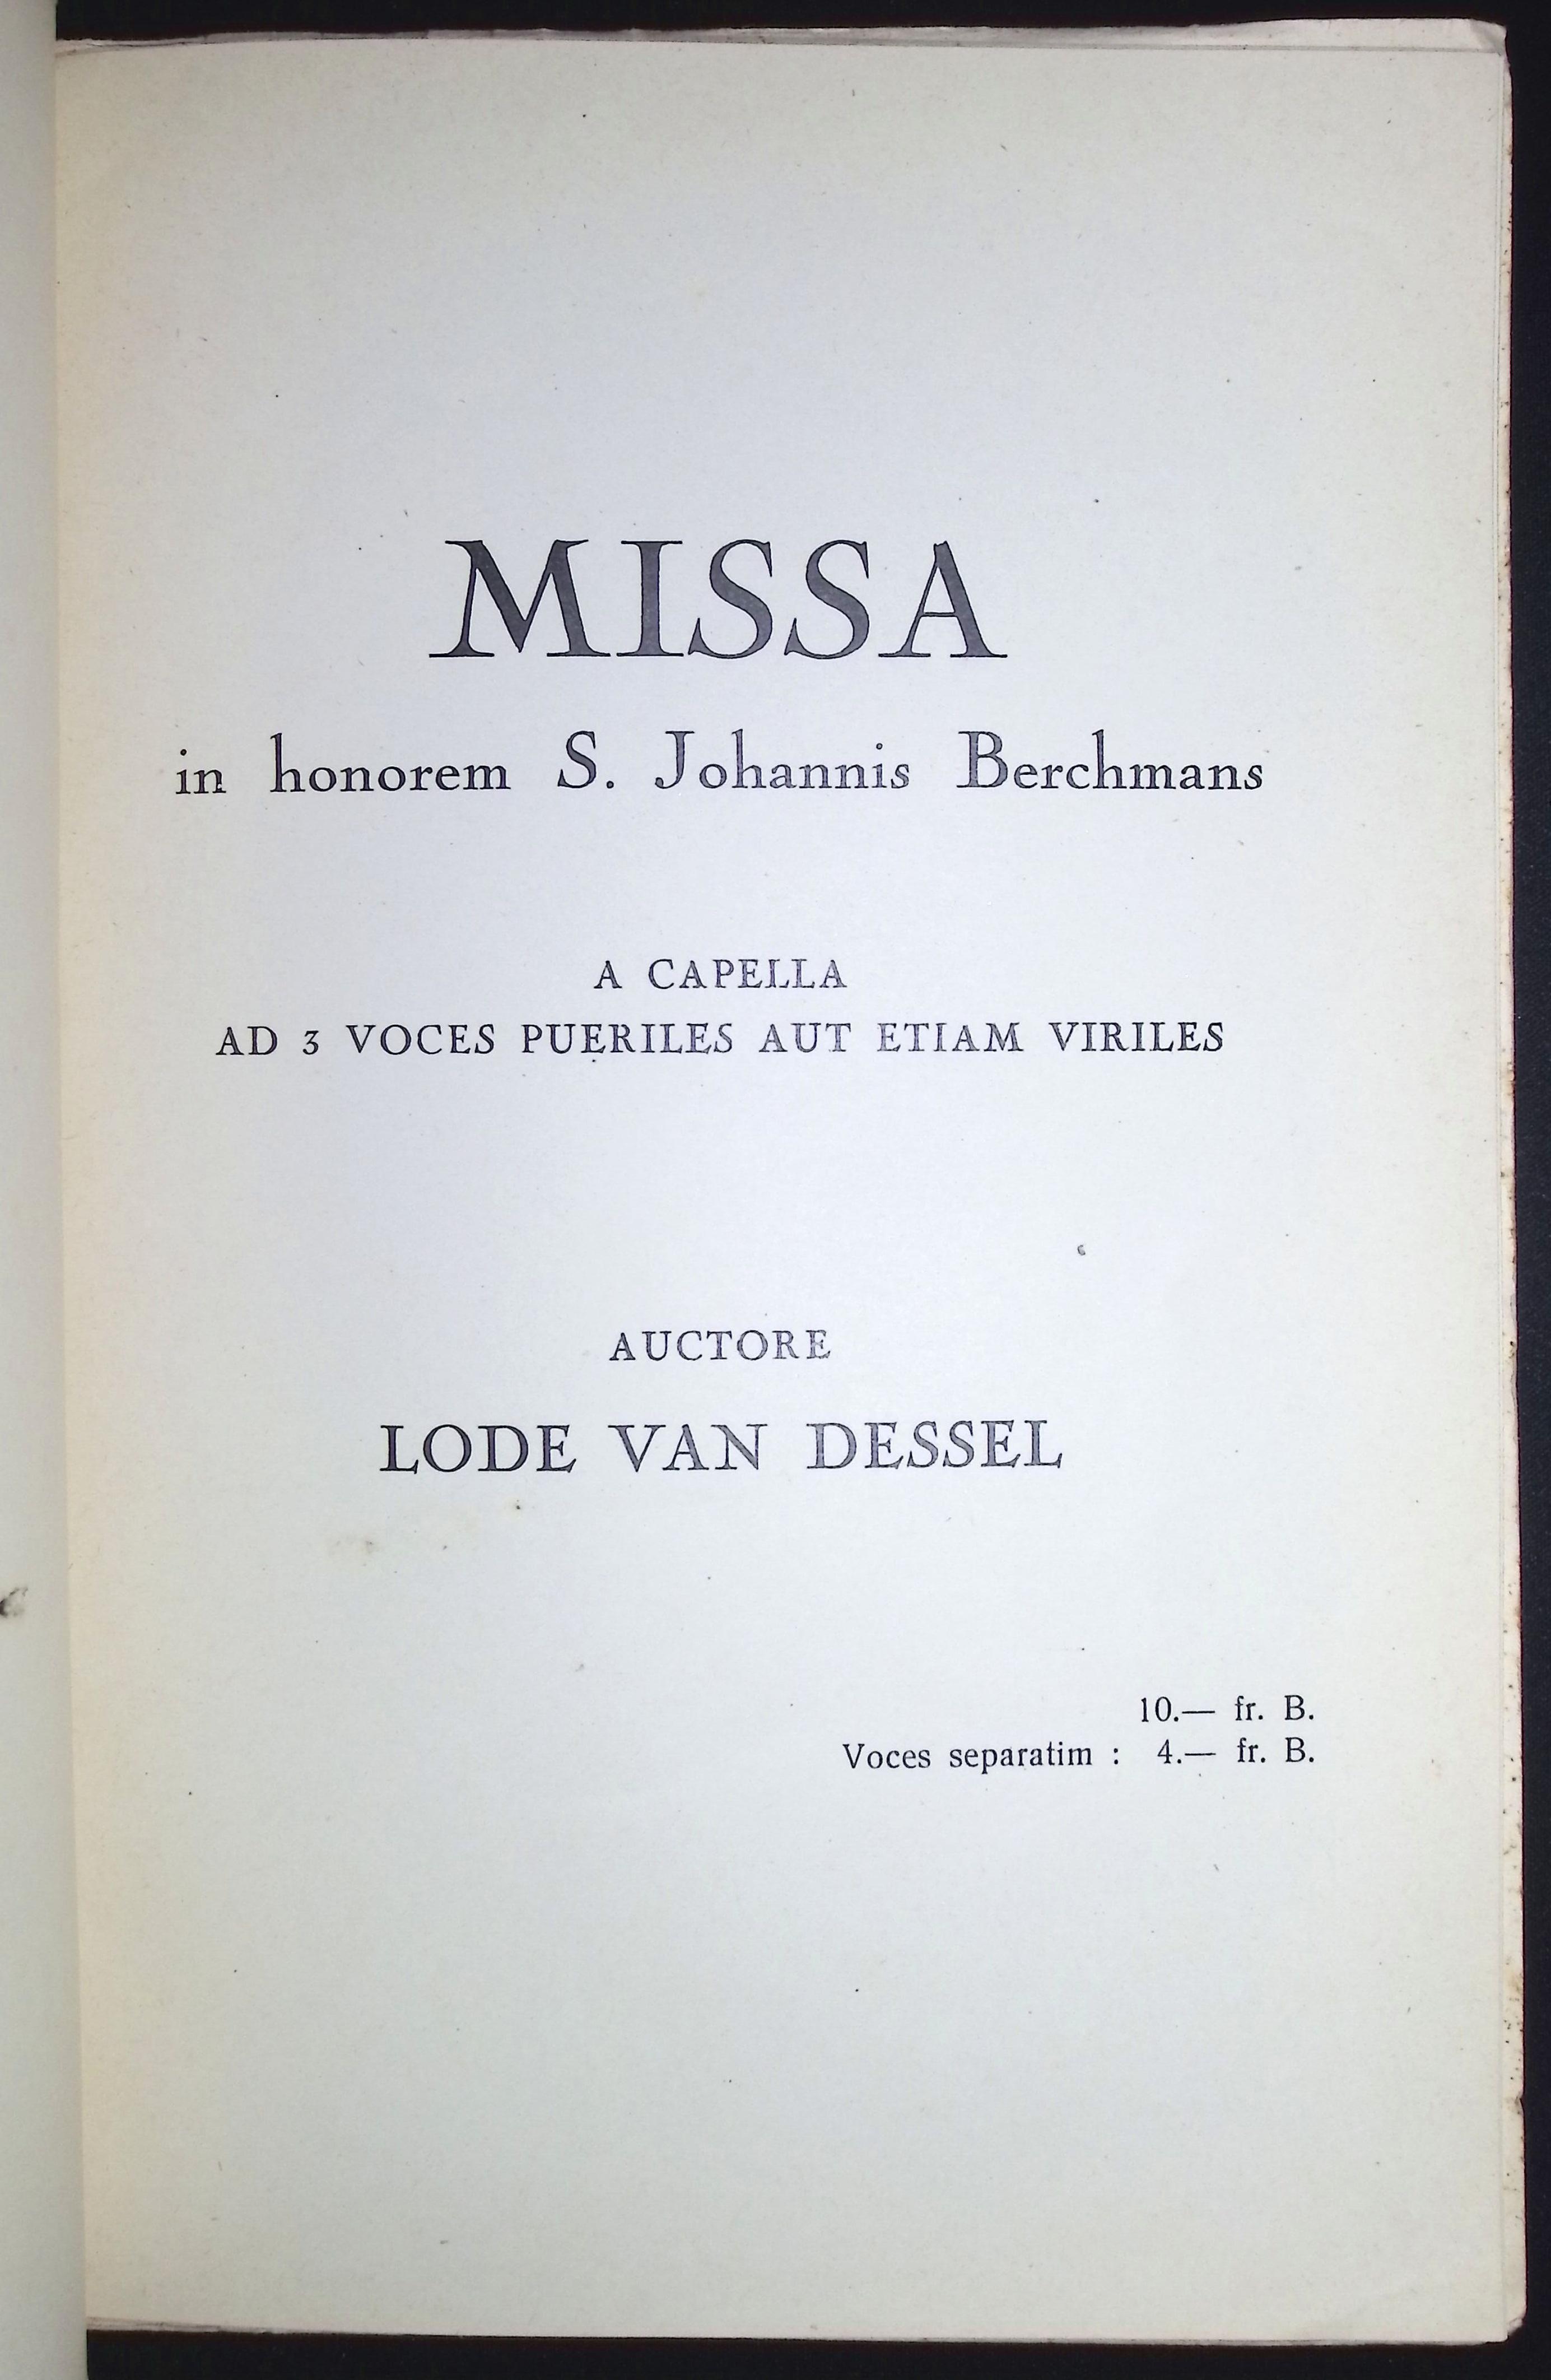 MISSA
in honorem S. Johannis Berchmans
A CAPELLA
AD 3 VOCES PUERILES AUT ETIAM VIRILES
AUCTORE
LODE VAN DESSEL
10.— fr. B.
Voces separatim : 4.— fr. B.